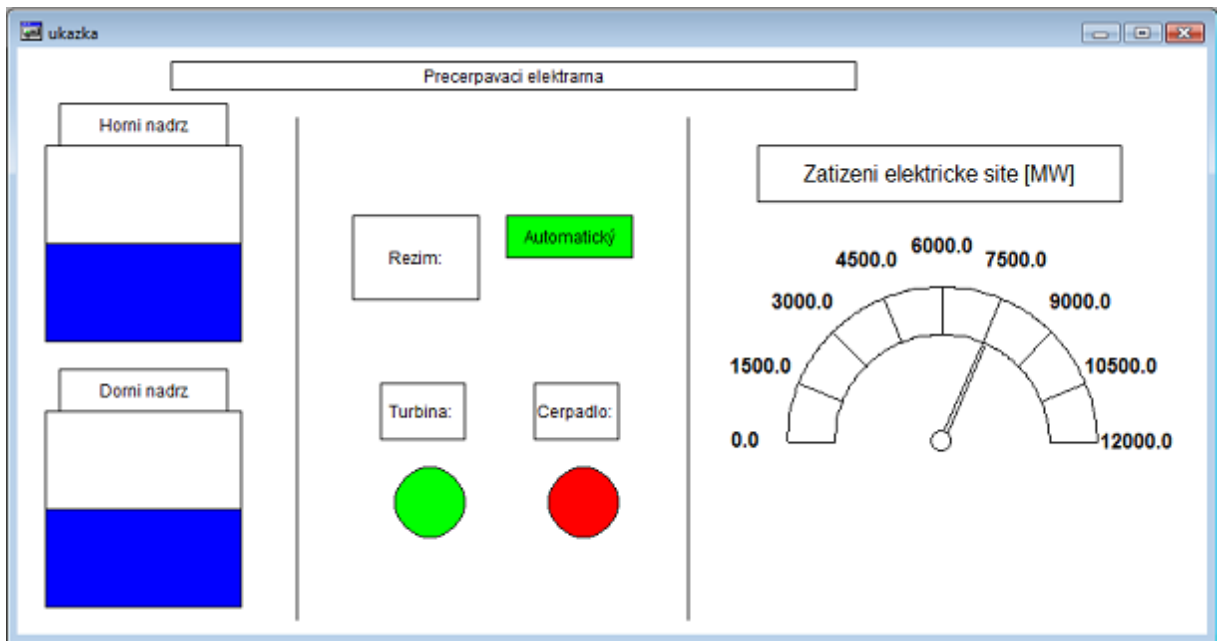 ukazka
Precerpavaci elektrarna
Horni nadrz
Dorni nadrz
Rezim:
Automatický
Turbina:
Cerpadlo:
Zatizeni elektricke site [MW]
0.0
1500.0
3000.0
4500.0
6000.0
7500.0
9000.0
10500.0
12000.0